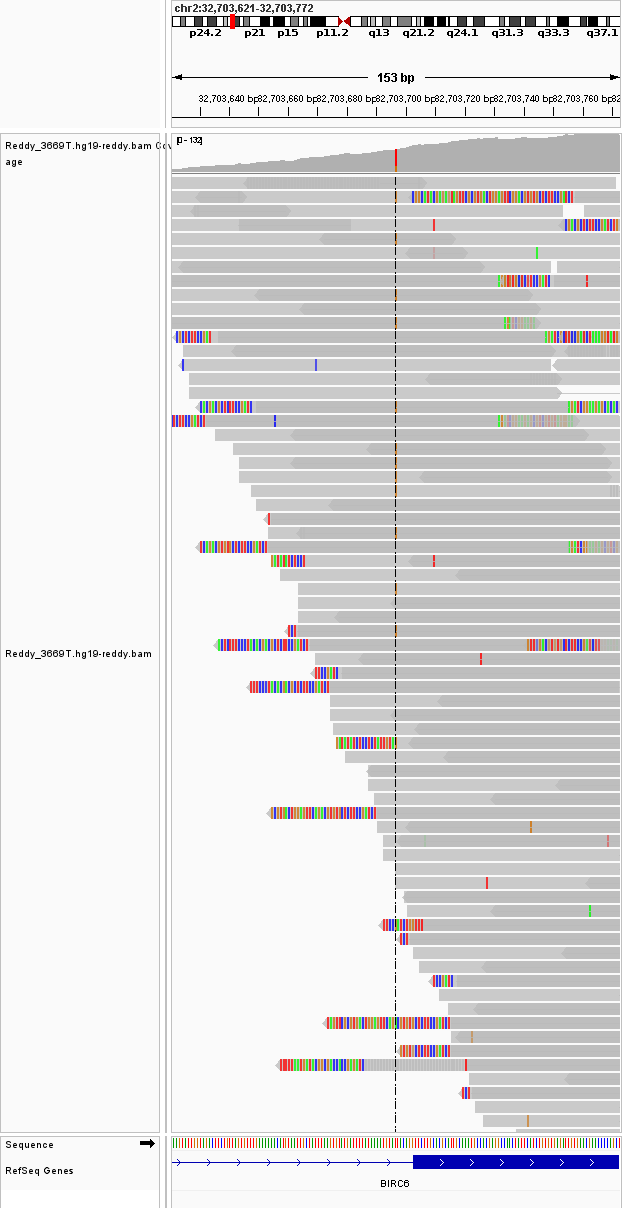 chr2:32,703,621-32,703,772
p24.2 p21 p15 p11.2 q13 q21.2 q24.1 q31.3 q33.3 q37.1
153 bp
32,703,640 bp 32,703,660 bp 32,703,680 bp 32,703,700 bp 32,703,720 bp 32,703,740 bp 32,703,760 bp
Reddy_3669T.hg19-reddy.bam Cov
age
[0 - 132]
Reddy_3669T.hg19-reddy.bam
Sequence
RefSeq Genes
BIRC6